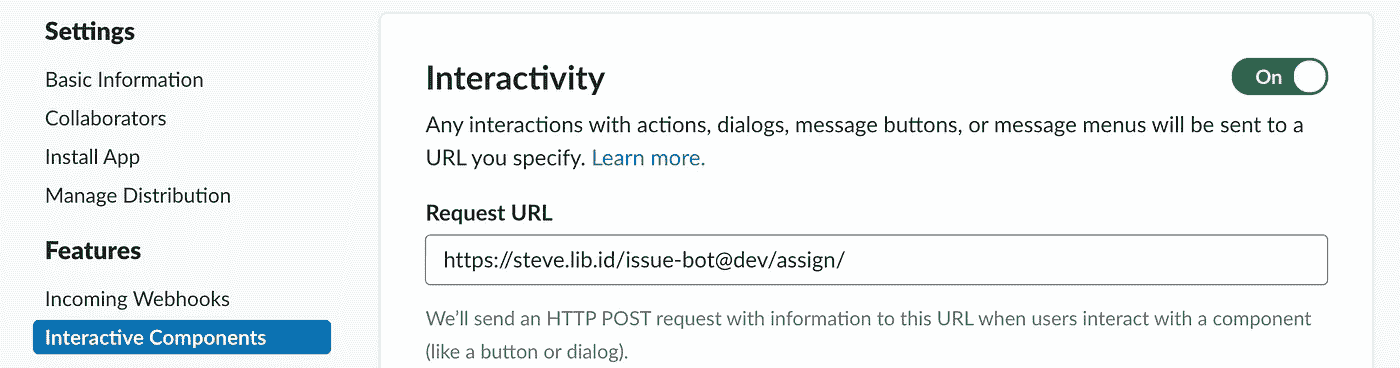 Settings
Basic Information
Collaborators
Install App
Manage Distribution
Features
Incoming Webhooks
Interactive Components
Interactivity
On
Any interactions with actions, dialogs, message buttons, or message menus will be sent to a
URL you specify. Learn more.
Request URL
https://steve.lib.id/issue-bot@dev/assign/
We'll send an HTTP POST request with information to this URL when users interact with a component
(like a button or dialog).